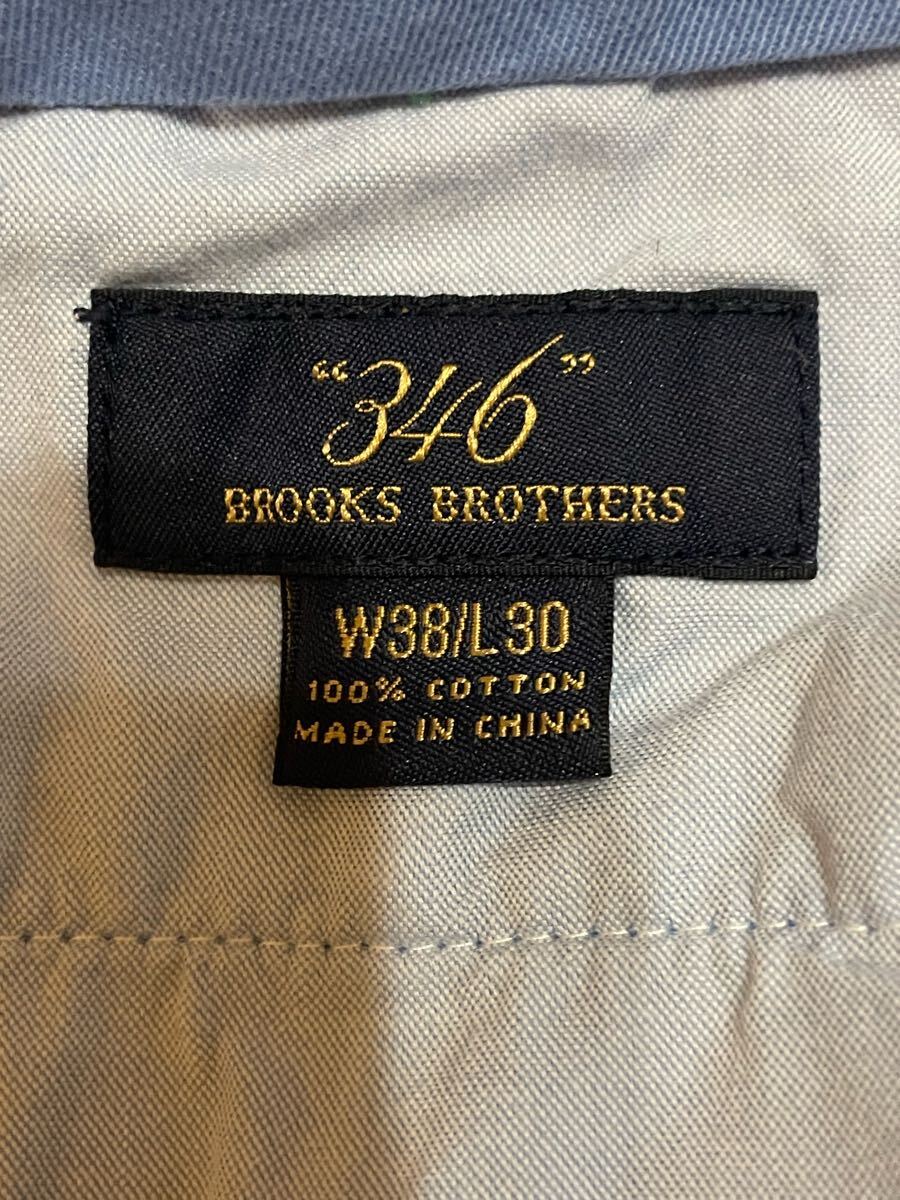 “346”
BROOKS BROTHERS
W38/L30
100% COTTON
MADE IN CHINA